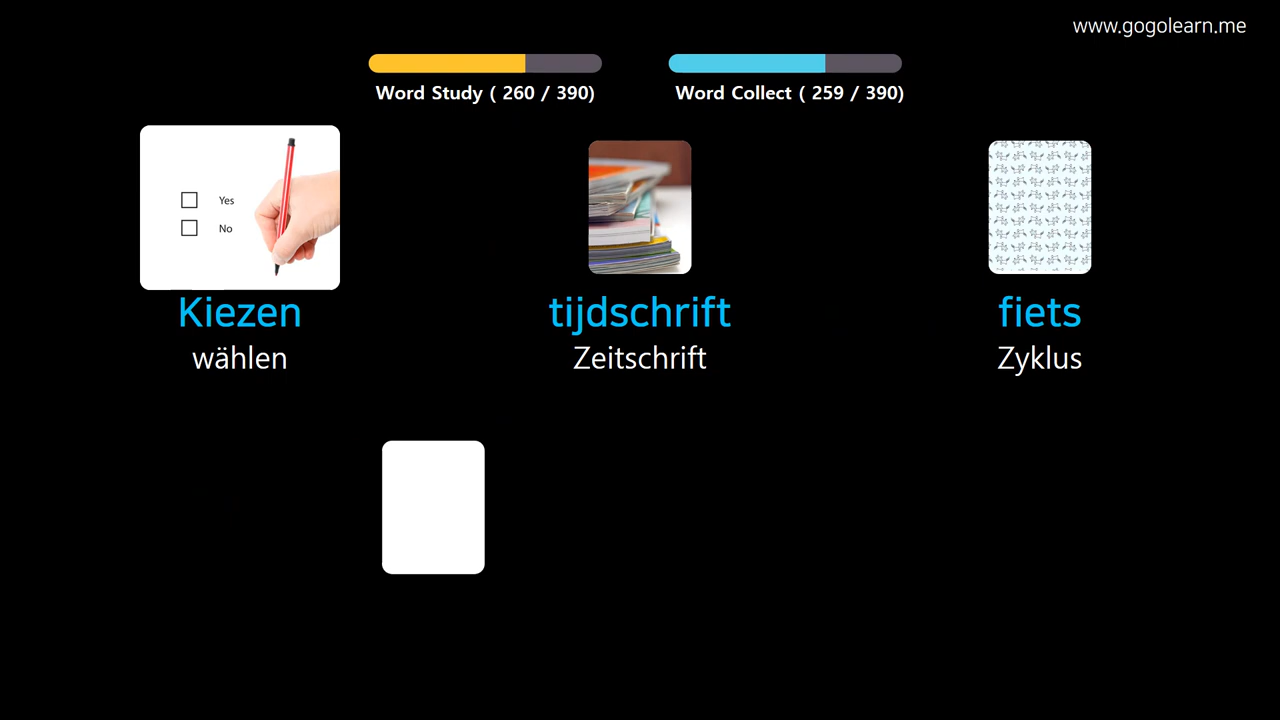 www.gogolearn.me
Word Study ( 260 / 390)
Word Collect ( 259 / 390)
Yes
No
Kiezen
wählen
tijdschrift
Zeitschrift
fiets
Zyklus